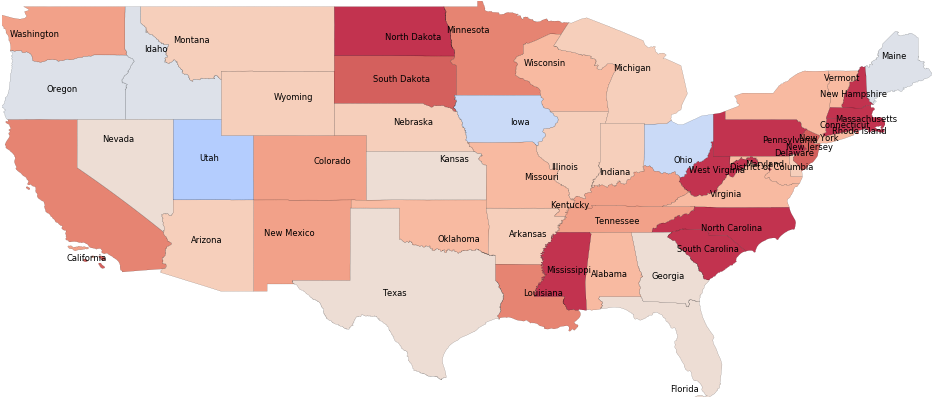 Washington
North Dakota
Minnesota
Montana
Idaho
Maine
Wisconsin
Michigan
South Dakota
Vermont
Oregon
Wyoming
New Hampshire
Nebraska
Iowa
Massachusetts
Connecticut
Rhode Island
Nevada
New York
Pennsylvania
New Jersey
Utah
Colorado
Kansas
Delaware
Ohio
Maryland
Illinois
District of Columbia
West Virginia
Indiana
Missouri
Virginia
Kentucky
Tennessee
North Carolina
New Mexico
Arkansas
Arizona
Oklahoma
South Carolina
California
Mississippi
Alabama
Georgia
Texas
Louisiana
Florida